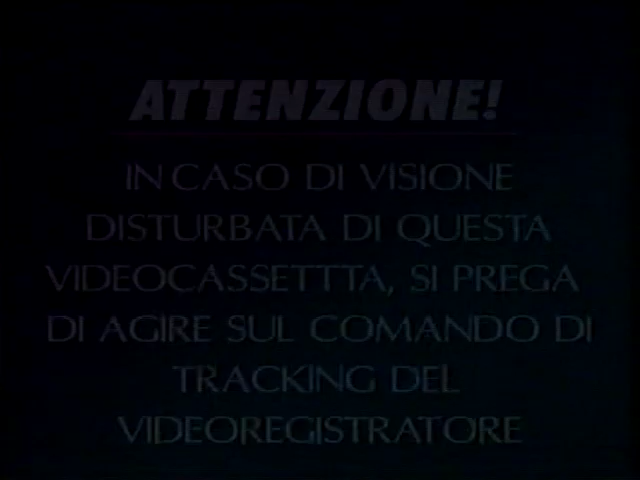 ATTENZIONE!
IN CASO DI VISIONE
DISTURBATA DI QUESTA
VIDEOCASSETTTA, SI PREGA
DI AGIRE SUL COMANDO DI
TRACKING DEL
VIDEOREGISTRATORE